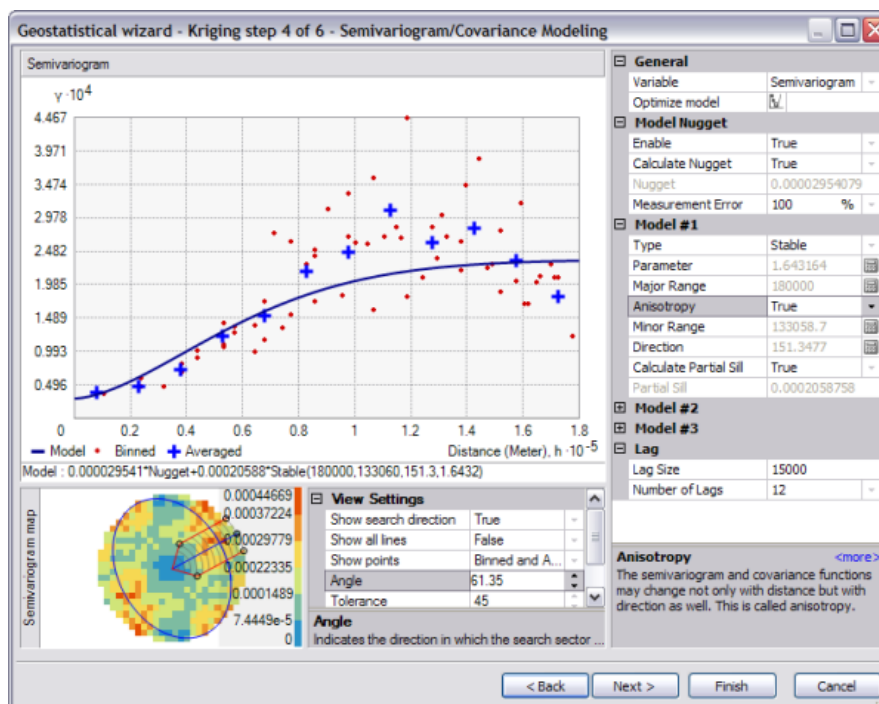 Geostatistical wizard - Kriging step 4 of 6 - Semivariogram/Covariance Modeling
Semivariogram
γ ·10⁴
4.467
3.971
3.474
2.978
2.482
1.985
1.489
0.993
0.496
0 0.2 0.4 0.6 0.8 1 1.2 1.4 1.6 1.8
Model Binned Averaged Distance (Meter), h ·10⁻⁵
Model : 0.000029541*Nugget+0.00020588*Stable(180000,133060,151.3,1.6432)
General
Variable Semivariogram
Optimize model
Model Nugget
Enable True
Calculate Nugget True
Nugget 0.00002954079
Measurement Error 100 %
Model #1
Type Stable
Parameter 1.643164
Major Range 180000
Anisotropy True
Minor Range 133058.7
Direction 151.3477
Calculate Partial Sill True
Partial Sill 0.0002058758
Model #2
Model #3
Lag
Lag Size 15000
Number of Lags 12
Semivariogram map
0.00044669
0.00037224
0.00029779
0.00022335
0.0001489
7.4449e-5
0
View Settings
Show search direction True
Show all lines False
Show points Binned and A...
Angle 61.35
Tolerance 45
Angle
Indicates the direction in which the search sector ...
Anisotropy <more>
The semivariogram and covariance functions
may change not only with distance but with
direction as well. This is called anisotropy.
< Back Next > Finish Cancel